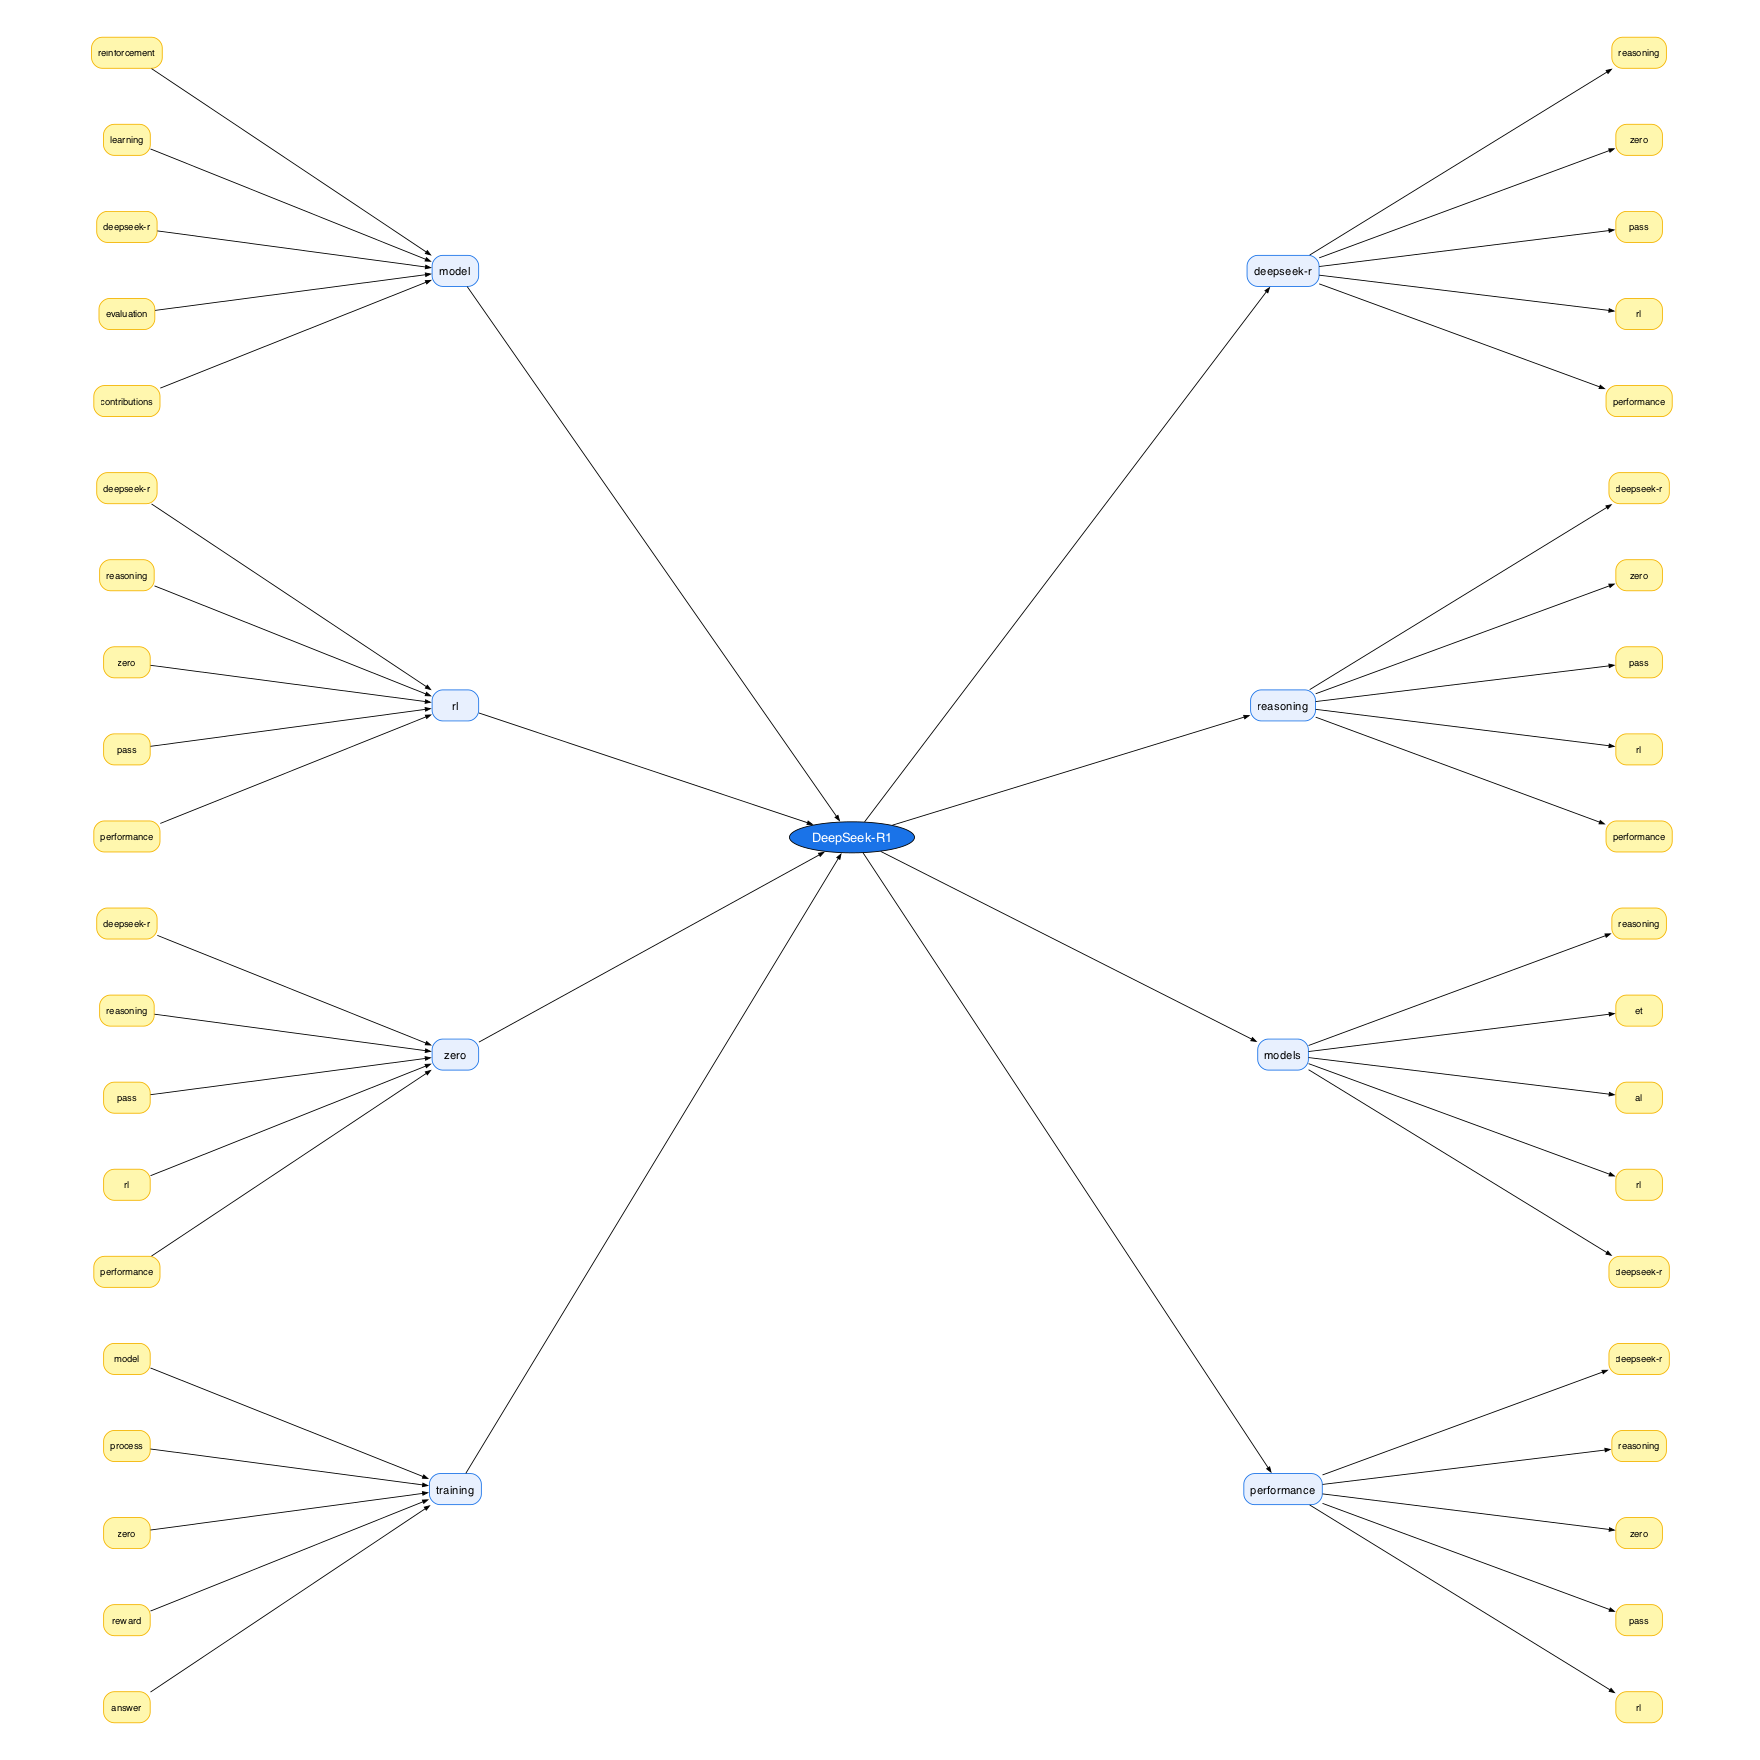 reinforcement
learning
deepseek-r
evaluation
contributions
model
deepseek-r
reasoning
zero
pass
performance
rl
deepseek-r
reasoning
pass
rl
performance
zero
model
process
zero
reward
answer
training
DeepSeek-R1
deepseek-r
reasoning
zero
pass
rl
performance
reasoning
deepseek-r
zero
pass
rl
performance
models
reasoning
et
al
rl
deepseek-r
performance
deepseek-r
reasoning
zero
pass
rl